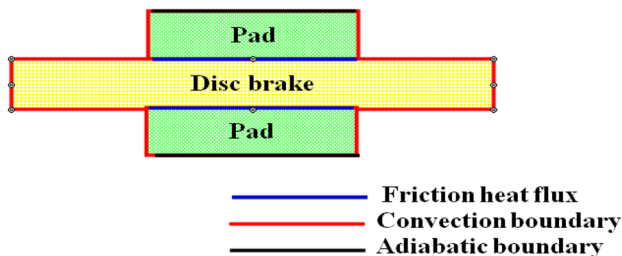 Pad
Disc brake
Pad
Friction heat flux
Convection boundary
Adiabatic boundary